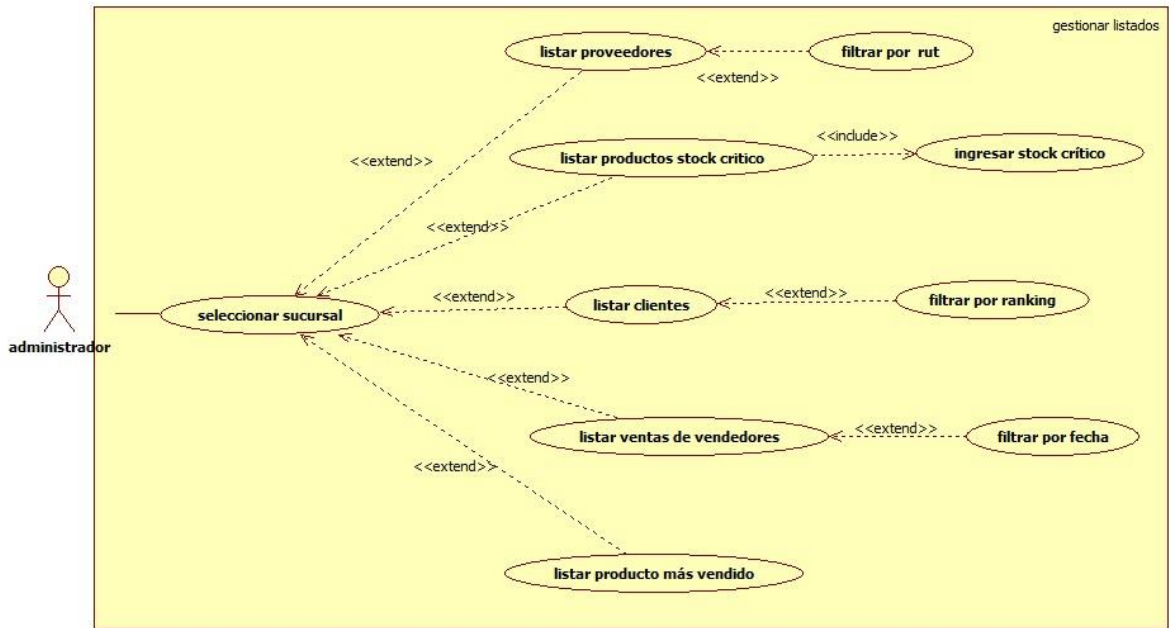 gestionar listados
listar proveedores
filtrar por rut
<<extend>>
<<include>>
<<extend>>
listar productos stock critico
ingresar stock crítico
<<extend>>
<<extend>>
listar clientes
<<extend>>
filtrar por ranking
seleccionar sucursal
administrador
<<extend>>
listar ventas de vendedores
<<extend>>
filtrar por fecha
<<extend>>
listar producto más vendido